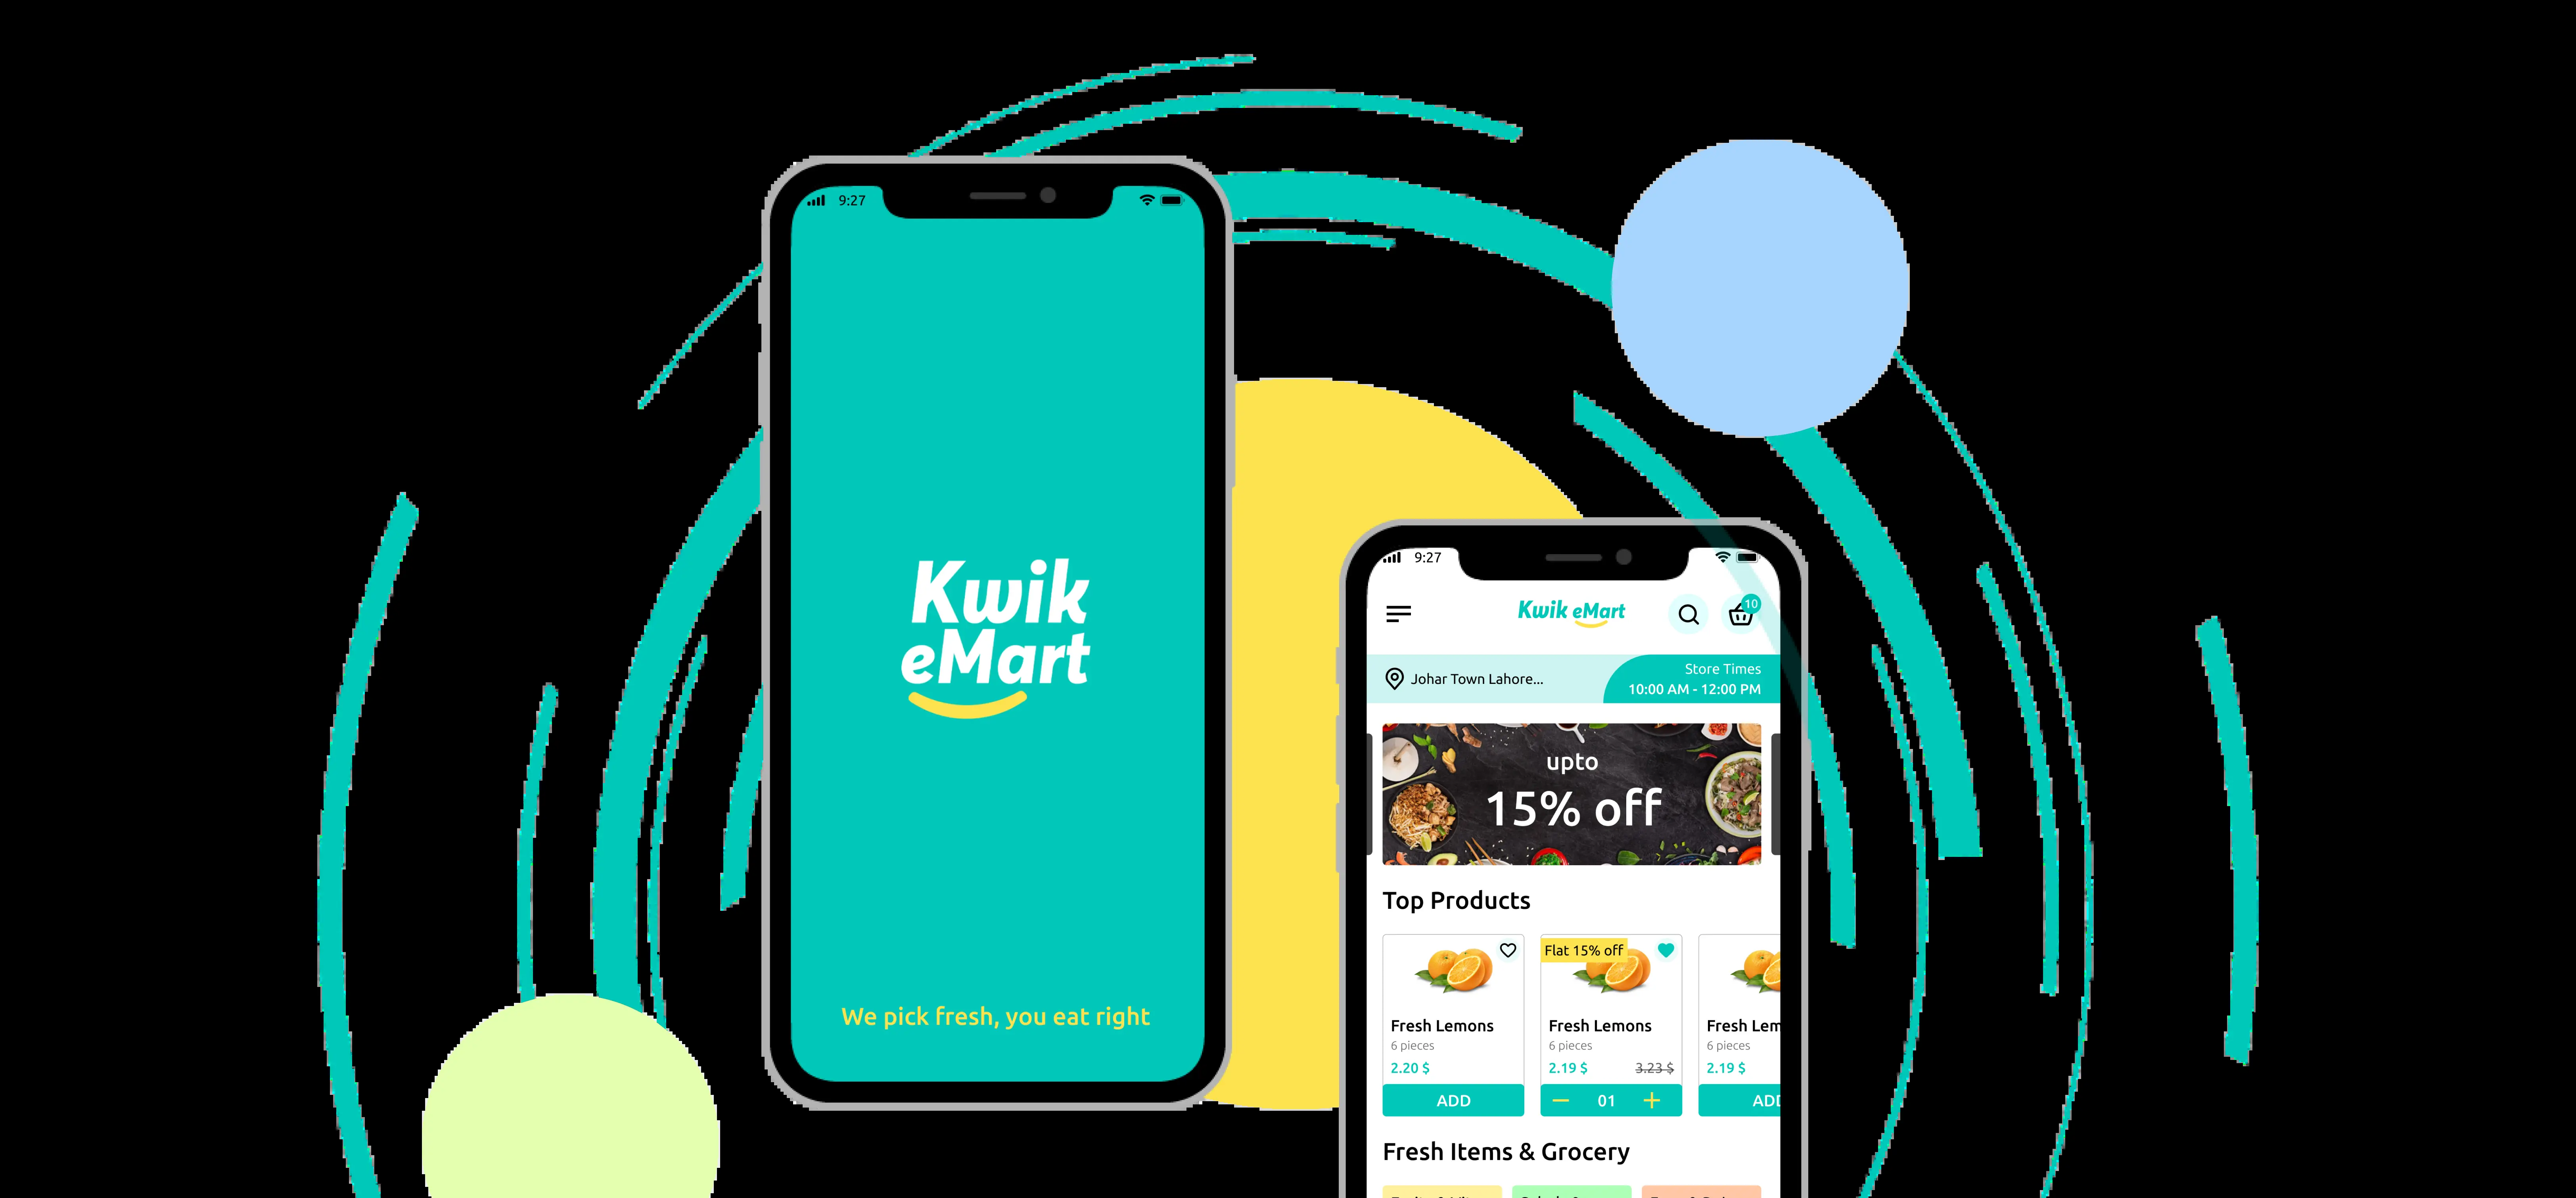 9:27
Kwik
eMart
We pick fresh, you eat right
9:27
Kwik eMart
10
Johar Town Lahore...
Store Times
10:00 AM - 12:00 PM
upto
15% off
Top Products
Flat 15% off
Fresh Lemons
6 pieces
2.20 $
ADD
Fresh Lemons
6 pieces
2.19 $ 3.23 $
01
Fresh Lem
6 pieces
2.19 $
ADD
Fresh Items & Grocery